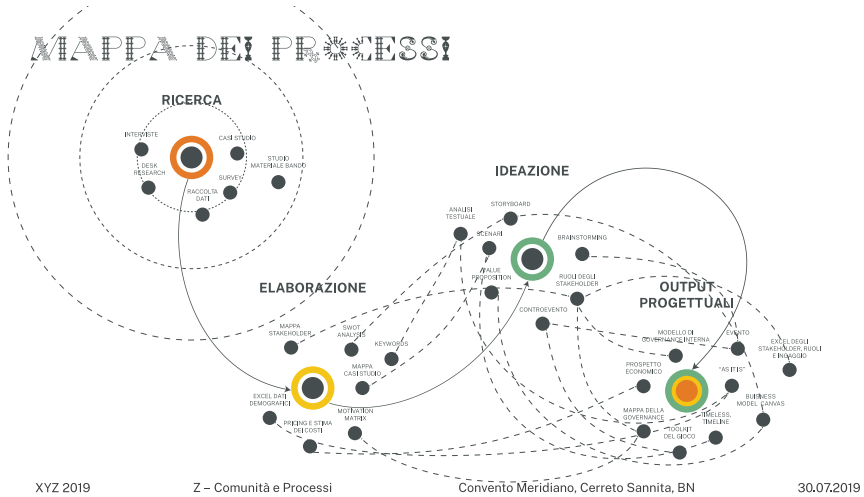 MAPPA DEI PROCESSI
RICERCA
INTERVISTE
CASI STUDIO
DESK
RESEARCH
STUDIO
MATERIALE BANDO
SURVEY
RACCOLTA
DATI
IDEAZIONE
ANALISI
TESTUALE
STORYBOARD
SCENARI
BRAINSTORMING
VALUE
PROPOSITION
RUOLI DEGLI
STAKEHOLDER
CONTROEVENTO
ELABORAZIONE
MAPPA
STAKEHOLDER
SWOT
ANALYSIS
KEYWORDS
MAPPA
CASI STUDIO
EXCEL DATI
DEMOGRAFICI
MOTIVATION
MATRIX
PRICING E STIMA
DEI COSTI
OUTPUT
PROGETTUALI
MODELLO DI
GOVERNANCE INTERNA
EVENTO
EXCEL DEGLI
STAKEHOLDER, RUOLI
E INGAGGIO
PROSPETTO
ECONOMICO
"AS IT IS"
BUISNESS
MODEL CANVAS
MAPPA DELLA
GOVERNANCE
TIMELESS,
TIMELINE
TOOLKIT
DEL GIOCO
XYZ 2019
Z – Comunità e Processi
Convento Meridiano, Cerreto Sannita, BN
30.07.2019